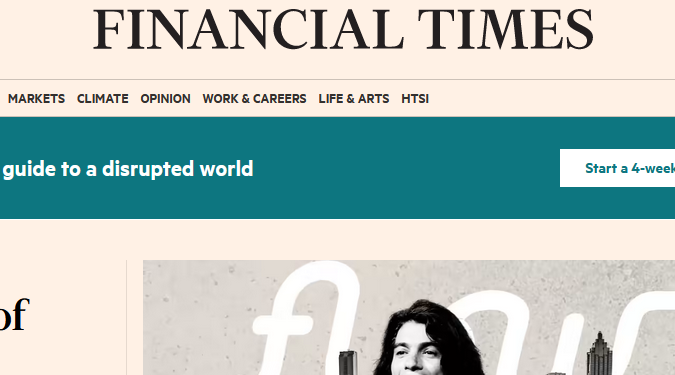 FINANCIAL TIMES
MARKETS CLIMATE OPINION WORK & CAREERS LIFE & ARTS HTSI
guide to a disrupted world
Start a 4-week
of